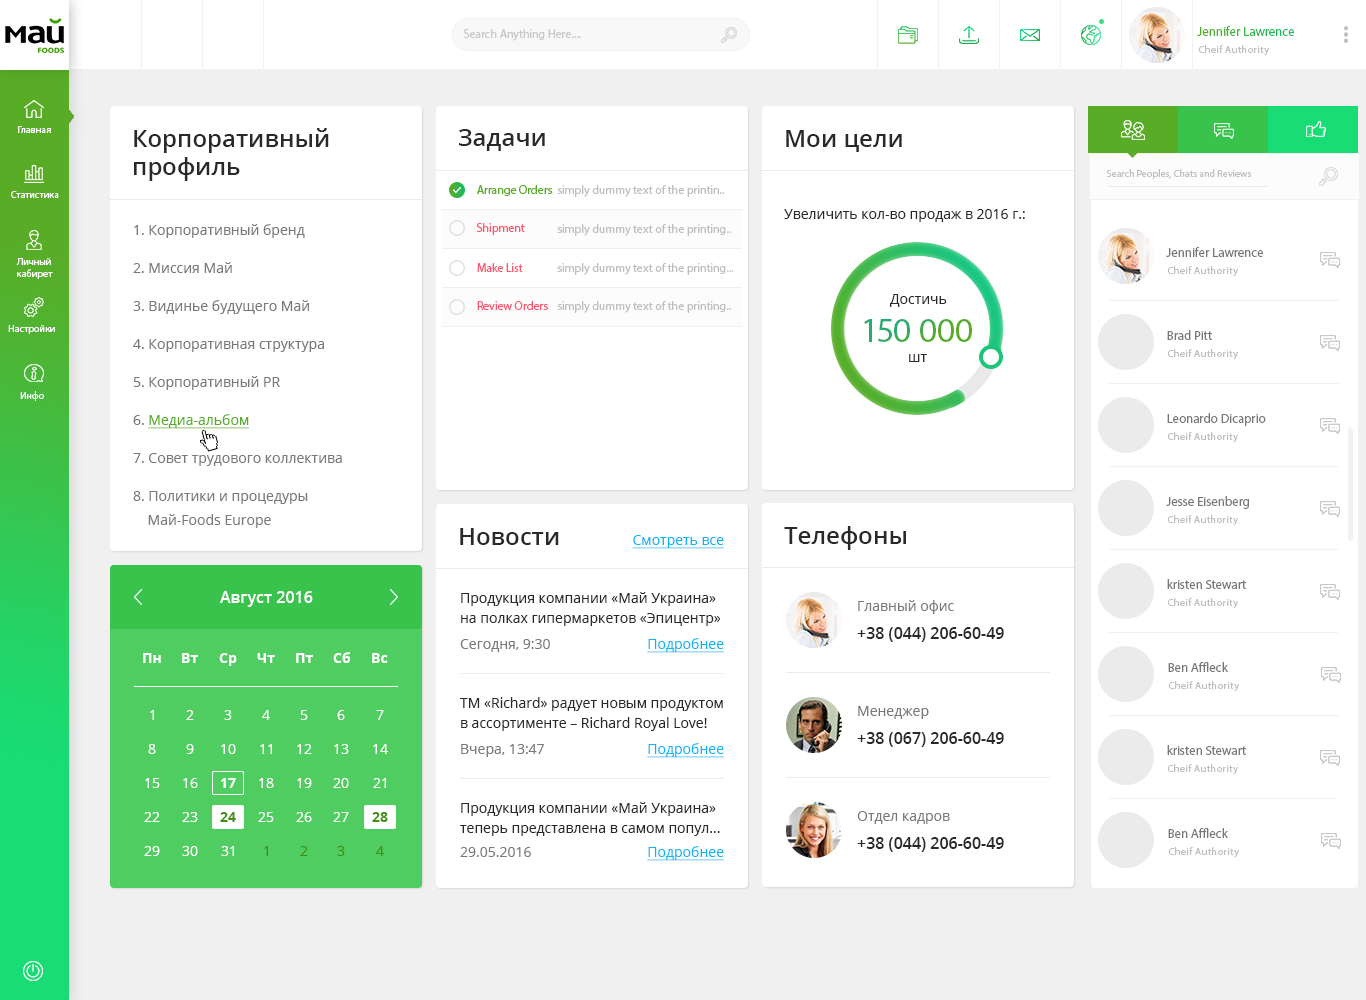 май
FOODS
Search Anything Here....
Jennifer Lawrence
Cheif Authority
Главная
Статистика
Личный
кабирет
Настройки
Инфо
Корпоративный
профиль
1. Корпоративный бренд
2. Миссия Май
3. Видинье будущего Май
4. Корпоративная структура
5. Корпоративный PR
6. Медиа-альбом
7. Совет трудового коллектива
8. Политики и процедуры
Май-Foods Europe
Август 2016
Пн Вт Ср Чт Пт Сб Вс
1 2 3 4 5 6 7
8 9 10 11 12 13 14
15 16 17 18 19 20 21
22 23 24 25 26 27 28
29 30 31 1 2 3 4
Задачи
Arrange Orders simply dummy text of the printin..
Shipment simply dummy text of the printing..
Make List simply dummy text of the printing...
Review Orders simply dummy text of the printing..
Новости
Смотреть все
Продукция компании «Май Украина»
на полках гипермаркетов «Эпицентр»
Сегодня, 9:30 Подробнее
ТМ «Richard» радует новым продуктом
в ассортименте – Richard Royal Love!
Вчера, 13:47 Подробнее
Продукция компании «Май Украина»
теперь представлена в самом попул...
29.05.2016 Подробнее
Мои цели
Увеличить кол-во продаж в 2016 г.:
Достичь
150 000
шт
Телефоны
Главный офис
+38 (044) 206-60-49
Менеджер
+38 (067) 206-60-49
Отдел кадров
+38 (044) 206-60-49
Search Peoples, Chats and Reviews
Jennifer Lawrence
Cheif Authority
Brad Pitt
Cheif Authority
Leonardo Dicaprio
Cheif Authority
Jesse Eisenberg
Cheif Authority
kristen Stewart
Cheif Authority
Ben Affleck
Cheif Authority
kristen Stewart
Cheif Authority
Ben Affleck
Cheif Authority